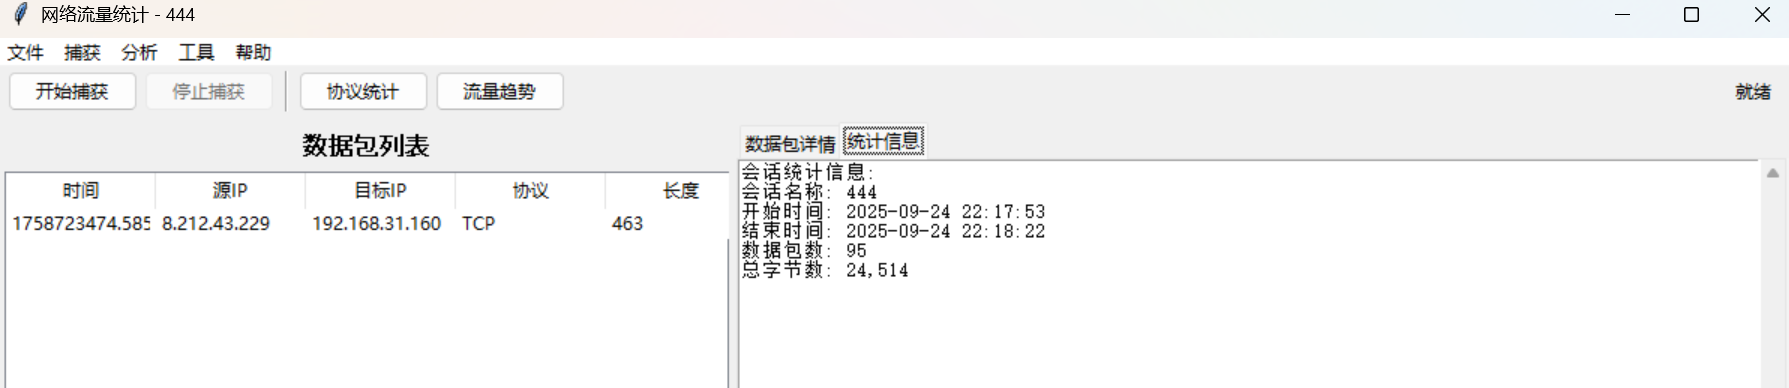 网络流量统计 - 444
文件 捕获 分析 工具 帮助
开始捕获 停止捕获 协议统计 流量趋势 就绪
数据包列表
时间 源IP 目标IP 协议 长度
1758723474.585 8.212.43.229 192.168.31.160 TCP 463
数据包详情 统计信息
会话统计信息:
会话名称: 444
开始时间: 2025-09-24 22:17:53
结束时间: 2025-09-24 22:18:22
数据包数: 95
总字节数: 24,514